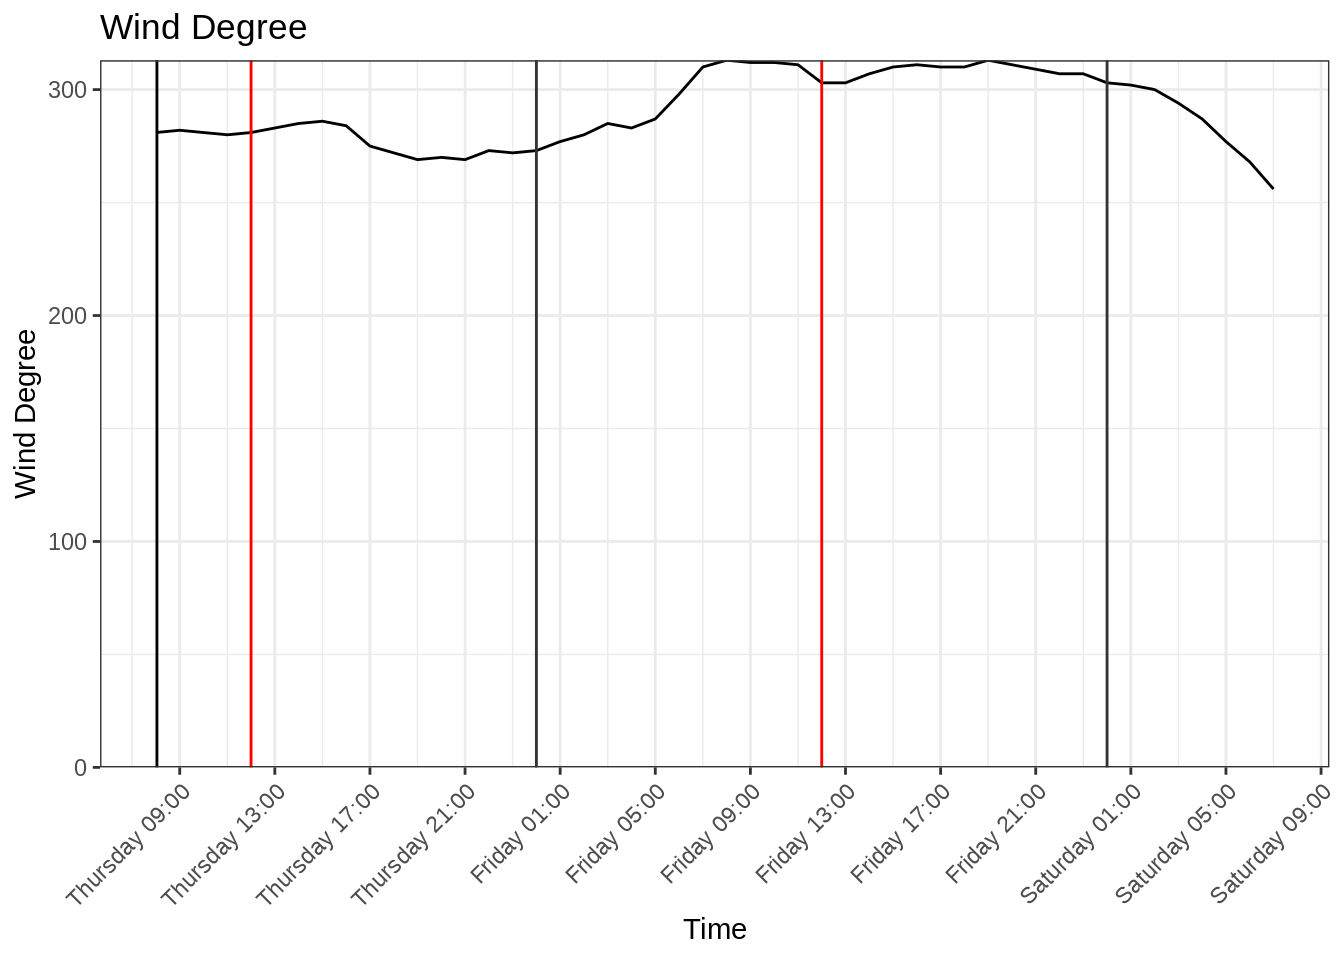 Wind Degree
Wind Degree
300
200
100
0
Thursday 09:00
Thursday 13:00
Thursday 17:00
Thursday 21:00
Friday 01:00
Friday 05:00
Friday 09:00
Friday 13:00
Friday 17:00
Friday 21:00
Saturday 01:00
Saturday 05:00
Saturday 09:00
Time